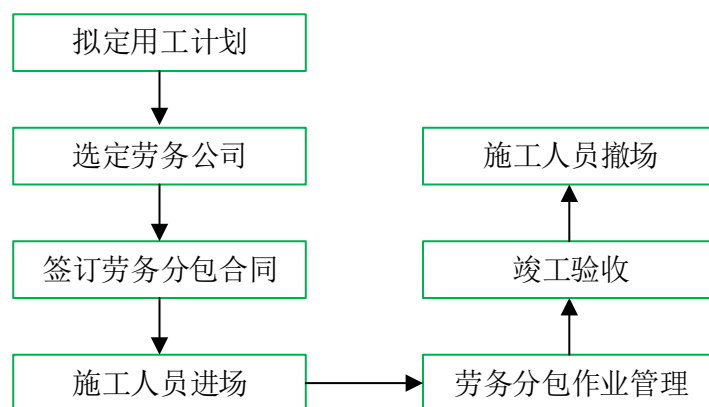 拟定用工计划
选定劳务公司
签订劳务分包合同
施工人员进场
劳务分包作业管理
竣工验收
施工人员撤场